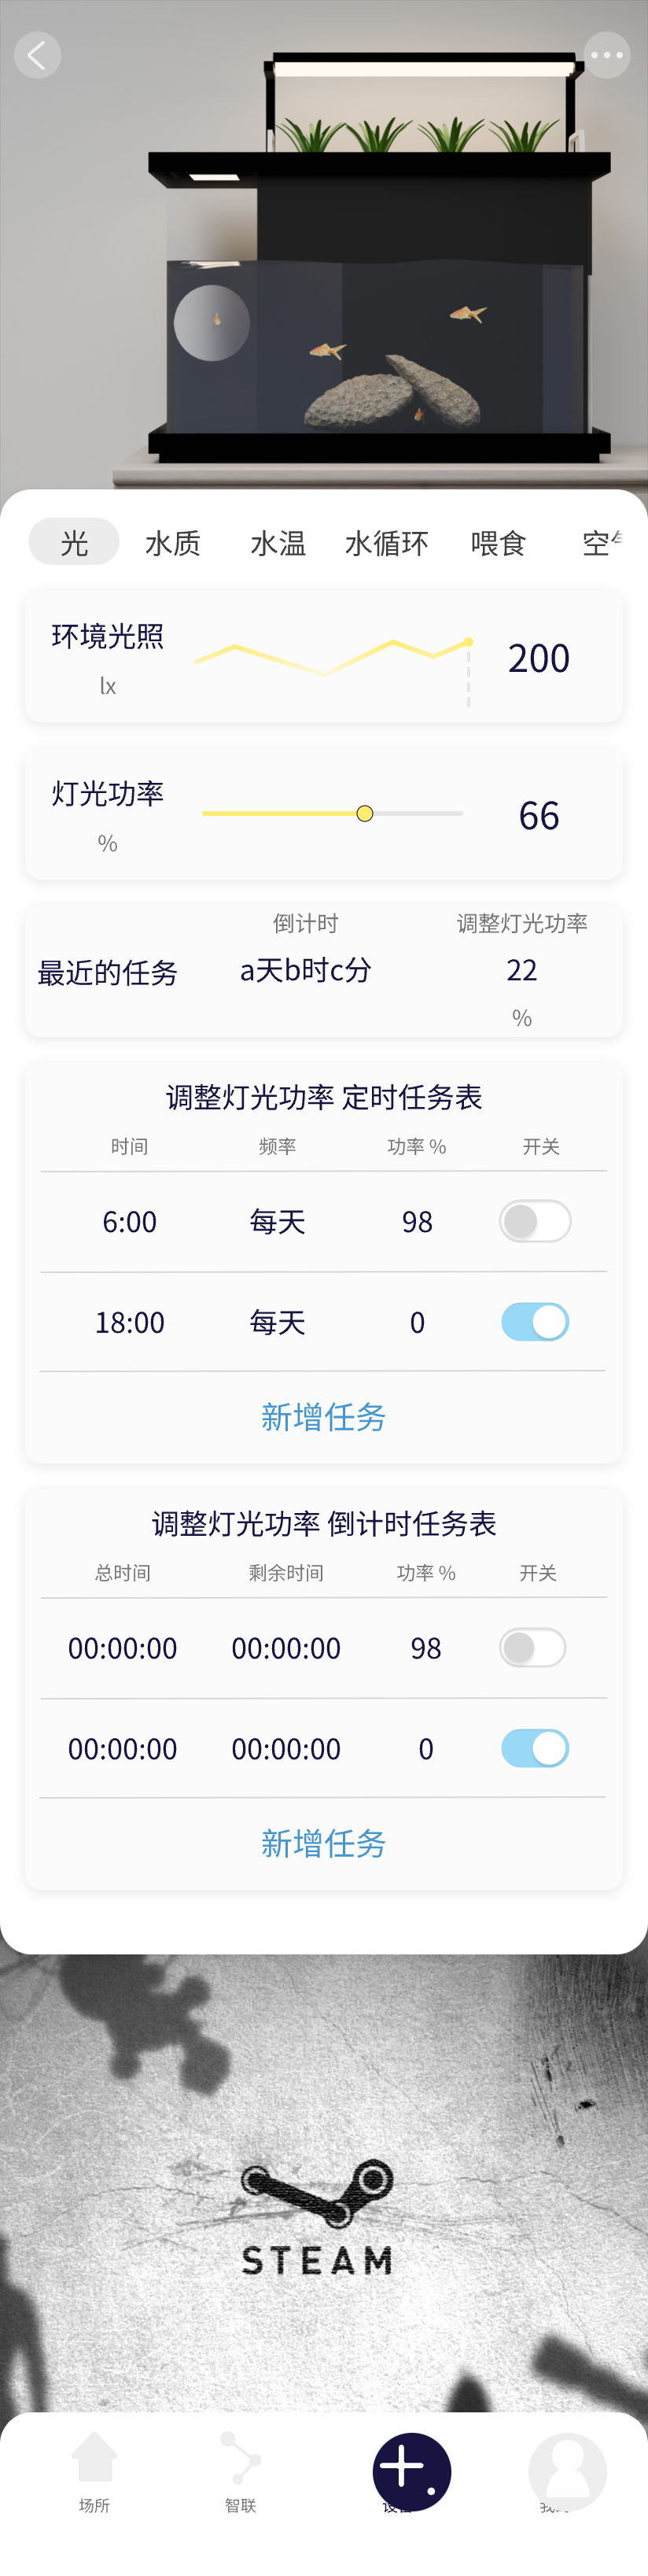 光 水质 水温 水循环 喂食 空
环境光照
lx
200
灯光功率
%
66
倒计时 调整灯光功率
最近的任务 a天b时c分 22
%
调整灯光功率 定时任务表
时间 频率 功率 % 开关
6:00 每天 98
18:00 每天 0
新增任务
调整灯光功率 倒计时任务表
总时间 剩余时间 功率 % 开关
00:00:00 00:00:00 98
00:00:00 00:00:00 0
新增任务
STEAM
场所 智联